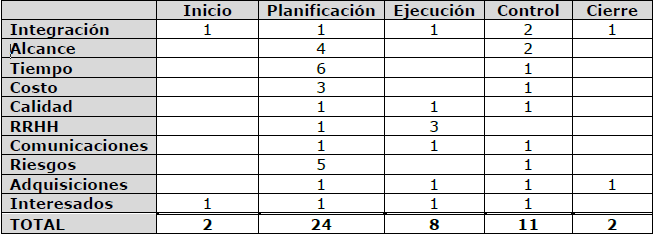 Inicio Planificación Ejecución Control Cierre
Integración 1 1 1 2 1
Alcance 4 2
Tiempo 6 1
Costo 3 1
Calidad 1 1 1
RRHH 1 3
Comunicaciones 1 1 1
Riesgos 5 1
Adquisiciones 1 1 1 1
Interesados 1 1 1 1
TOTAL 2 24 8 11 2